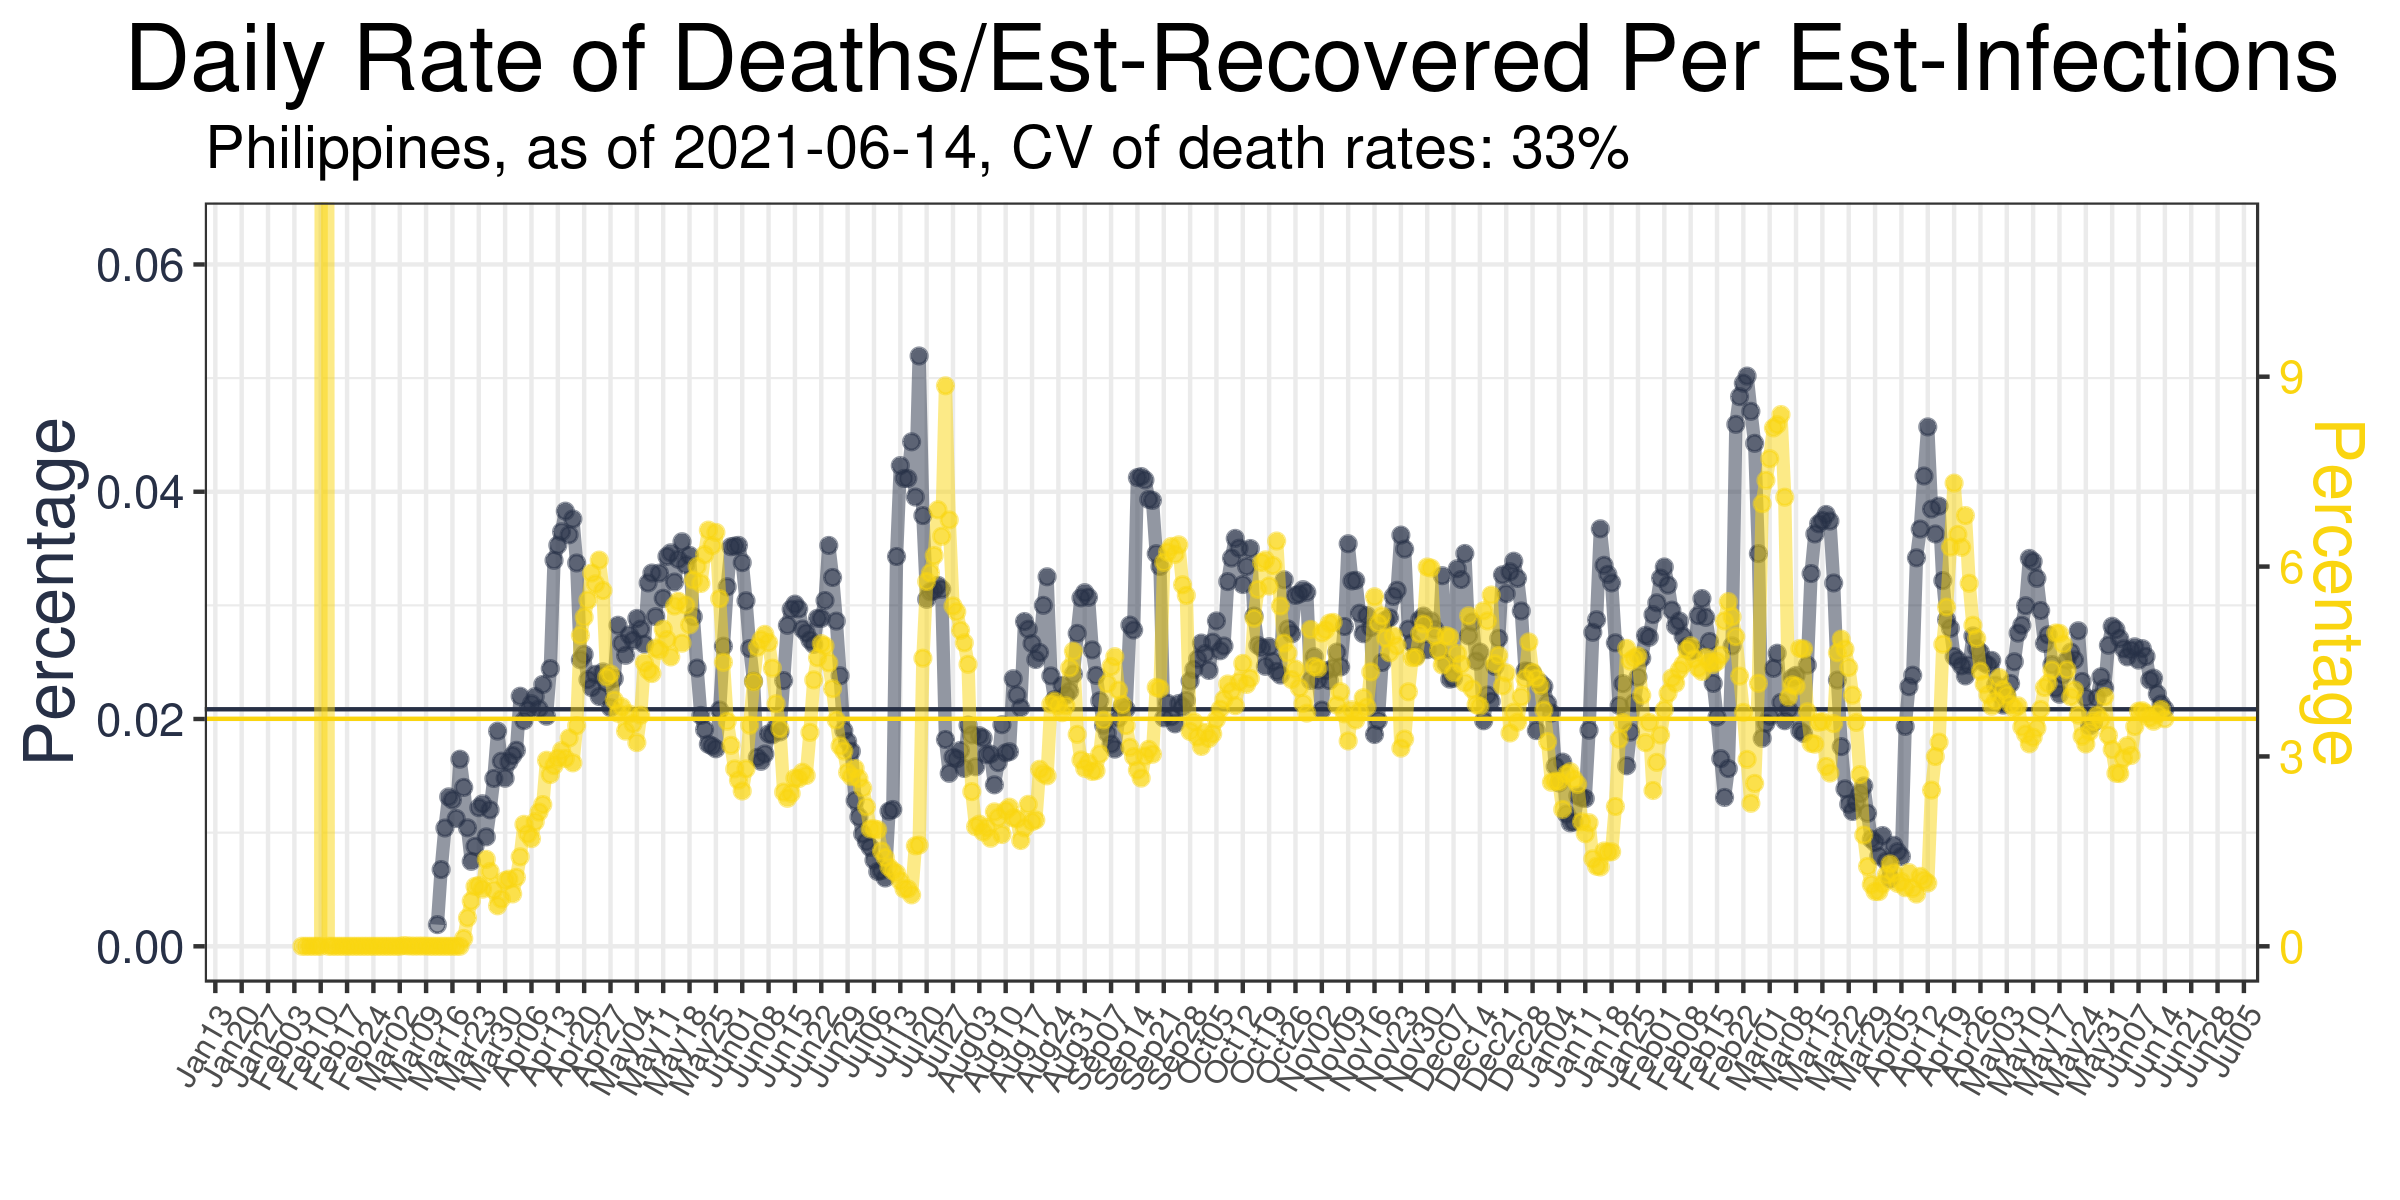 Daily Rate of Deaths/Est-Recovered Per Est-Infections
Philippines, as of 2021-06-14, CV of death rates: 33%
Percentage
0.06
0.04
0.02
0.00
9
6
3
0
Percentage
Jan13
Jan20
Jan27
Feb03
Feb10
Feb17
Feb24
Mar02
Mar09
Mar16
Mar23
Mar30
Apr06
Apr13
Apr20
Apr27
May04
May11
May18
May25
Jun01
Jun08
Jun15
Jun22
Jun29
Jul06
Jul13
Jul20
Jul27
Aug03
Aug10
Aug17
Aug24
Aug31
Sep07
Sep14
Sep21
Sep28
Oct05
Oct12
Oct19
Oct26
Nov02
Nov09
Nov16
Nov23
Nov30
Dec07
Dec14
Dec21
Dec28
Jan04
Jan11
Jan18
Jan25
Feb01
Feb08
Feb15
Feb22
Mar01
Mar08
Mar15
Mar22
Mar29
Apr05
Apr12
Apr19
Apr26
May03
May10
May17
May24
May31
Jun07
Jun14
Jun21
Jun28
Jul05